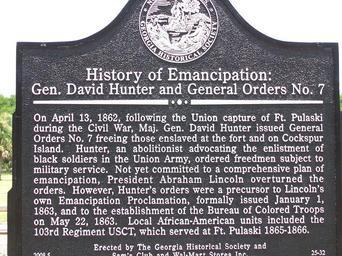 GEORGIA HISTORICAL SOCIETY
History of Emancipation:
Gen. David Hunter and General Orders No. 7
On April 13, 1862, following the Union capture of Ft. Pulaski
during the Civil War, Maj. Gen. David Hunter issued General
Orders No. 7 freeing those enslaved at the fort and on Cockspur
Island. Hunter, an abolitionist advocating the enlistment of
black soldiers in the Union Army, ordered freedmen subject to
military service. Not yet committed to a comprehensive plan of
emancipation, President Abraham Lincoln overturned the
orders. However, Hunter's orders were a precursor to Lincoln's
own Emancipation Proclamation, formally issued January 1,
1863, and to the establishment of the Bureau of Colored Troops
on May 22, 1863. Local African-American units included the
103rd Regiment USCT, which served at Ft. Pulaski 1865-1866.
Erected by The Georgia Historical Society and
2008.5 Sam's Club and Wal-Mart Stores Inc. 25-32